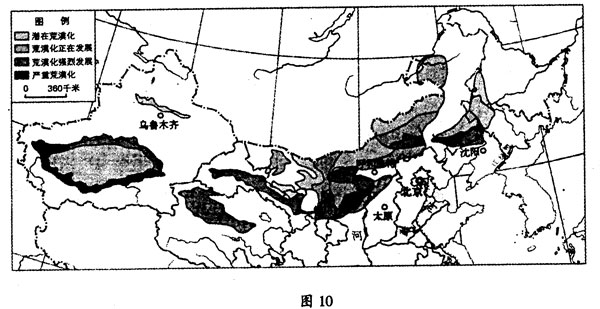 图 例
潜在荒漠化
荒漠化正在发展
荒漠化强烈发展
严重荒漠化
0 360千米
乌鲁木齐
沈阳
北京
太原
河
图 10